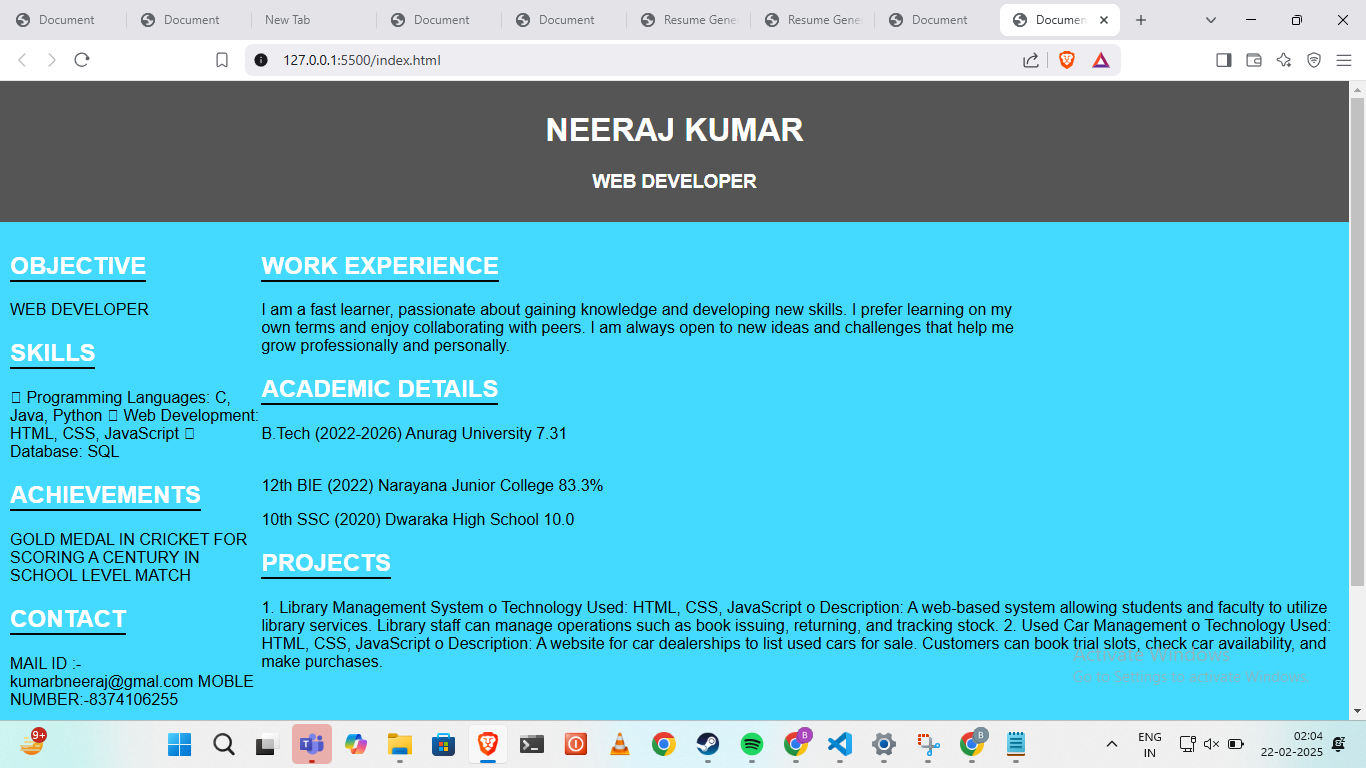 Document
Document
New Tab
Document
Document
Resume Gene
Resume Gene
Document
Documen
127.0.0.1:5500/index.html
NEERAJ KUMAR
WEB DEVELOPER
OBJECTIVE
WEB DEVELOPER
SKILLS
Programming Languages: C,
Java, Python Web Development:
HTML, CSS, JavaScript
Database: SQL
ACHIEVEMENTS
GOLD MEDAL IN CRICKET FOR
SCORING A CENTURY IN
SCHOOL LEVEL MATCH
CONTACT
MAIL ID :-
kumarbneeraj@gmal.com MOBLE
NUMBER:-8374106255
WORK EXPERIENCE
I am a fast learner, passionate about gaining knowledge and developing new skills. I prefer learning on my
own terms and enjoy collaborating with peers. I am always open to new ideas and challenges that help me
grow professionally and personally.
ACADEMIC DETAILS
B.Tech (2022-2026) Anurag University 7.31
12th BIE (2022) Narayana Junior College 83.3%
10th SSC (2020) Dwaraka High School 10.0
PROJECTS
1. Library Management System o Technology Used: HTML, CSS, JavaScript o Description: A web-based system allowing students and faculty to utilize
library services. Library staff can manage operations such as book issuing, returning, and tracking stock. 2. Used Car Management o Technology Used:
HTML, CSS, JavaScript o Description: A website for car dealerships to list used cars for sale. Customers can book trial slots, check car availability, and
make purchases.
Activate Windows
Go to Settings to activate Windows.
9+
B
B
ENG
IN
02:04
22-02-2025